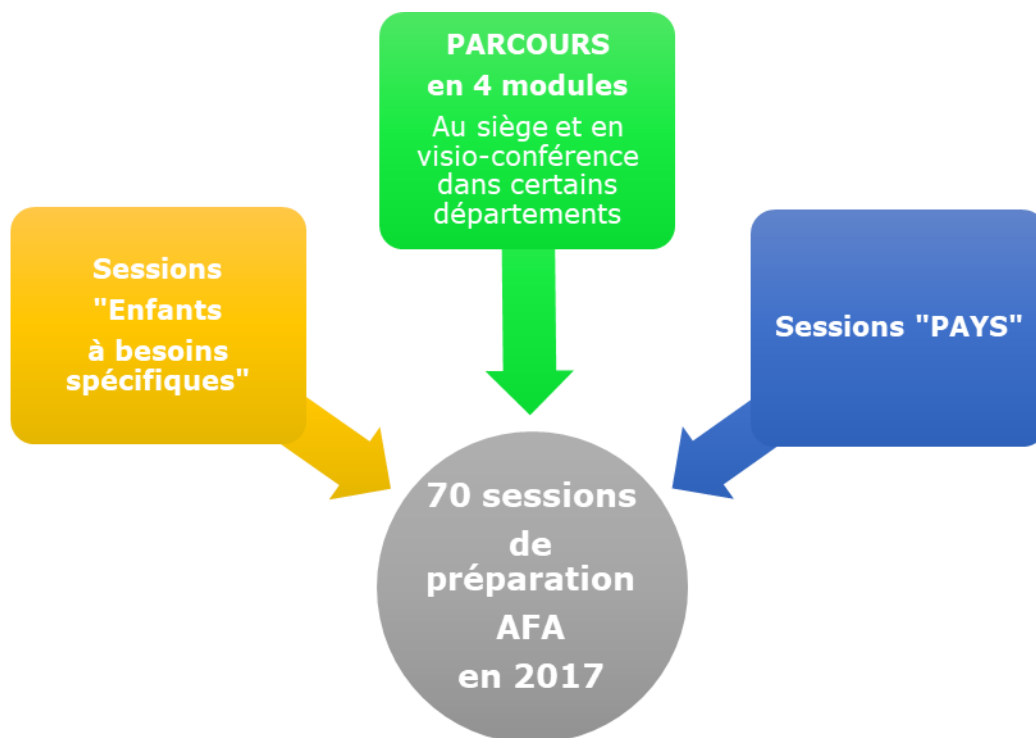 PARCOURS
en 4 modules
Au siège et en
visio-conférence
dans certains
départements
Sessions
"Enfants
à besoins
spécifiques"
Sessions "PAYS"
70 sessions
de
préparation
AFA
en 2017